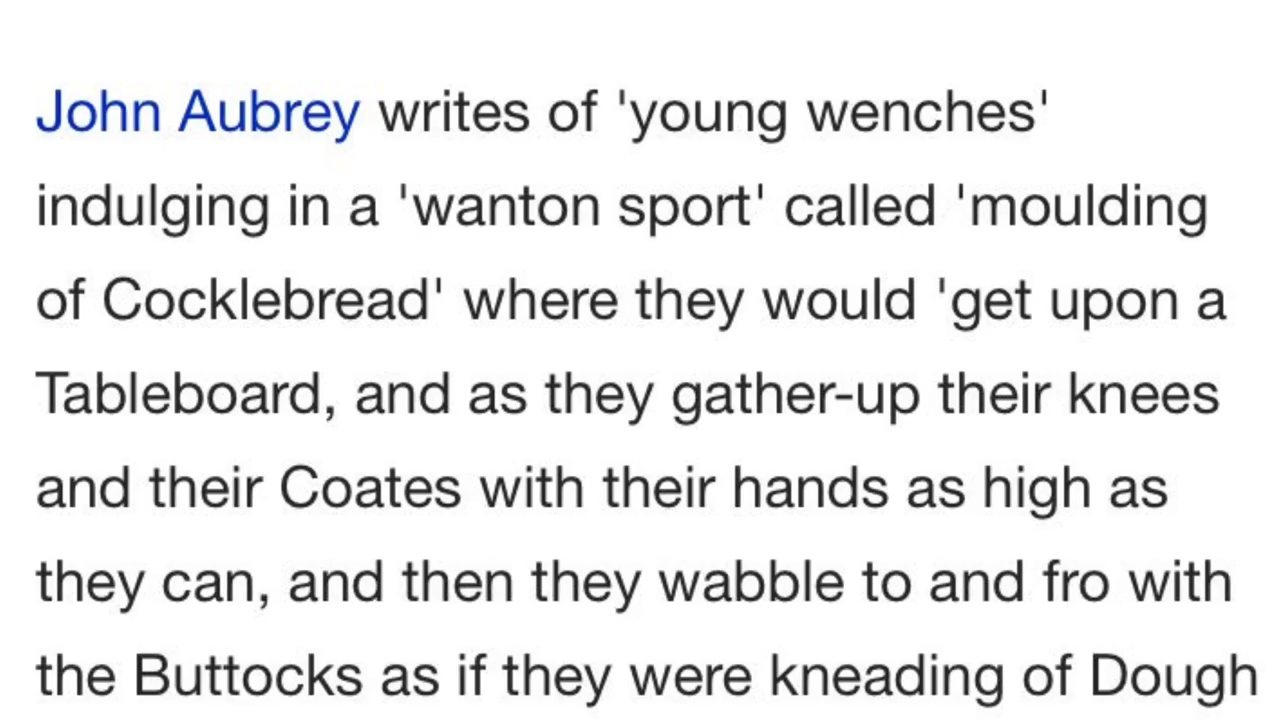 John Aubrey writes of 'young wenches'
indulging in a 'wanton sport' called 'moulding
of Cocklebread' where they would 'get upon a
Tableboard, and as they gather-up their knees
and their Coates with their hands as high as
they can, and then they wabble to and fro with
the Buttocks as if they were kneading of Dough